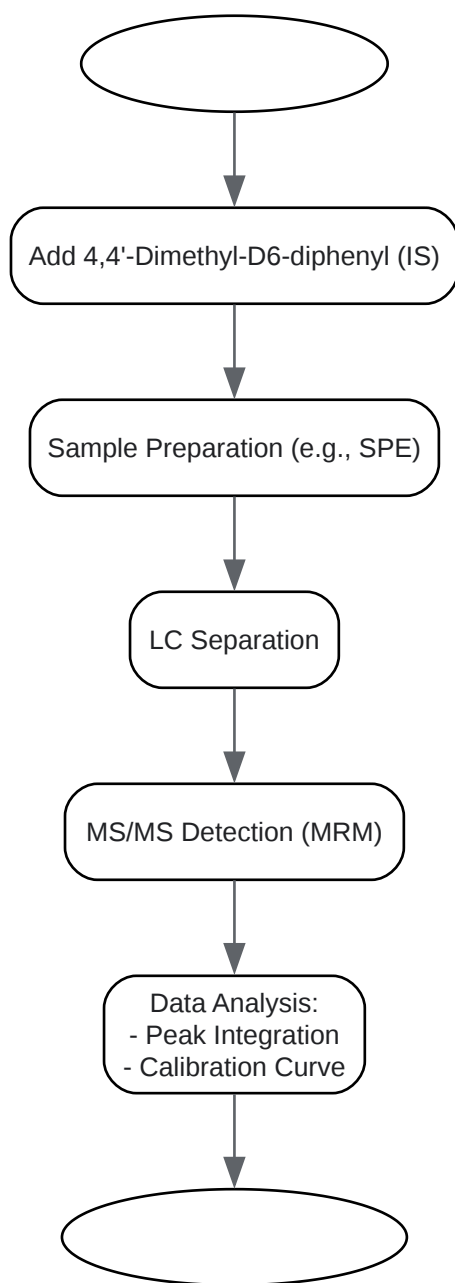 Add 4,4'-Dimethyl-D6-diphenyl (IS)
Sample Preparation (e.g., SPE)
LC Separation
MS/MS Detection (MRM)
Data Analysis:
- Peak Integration
- Calibration Curve